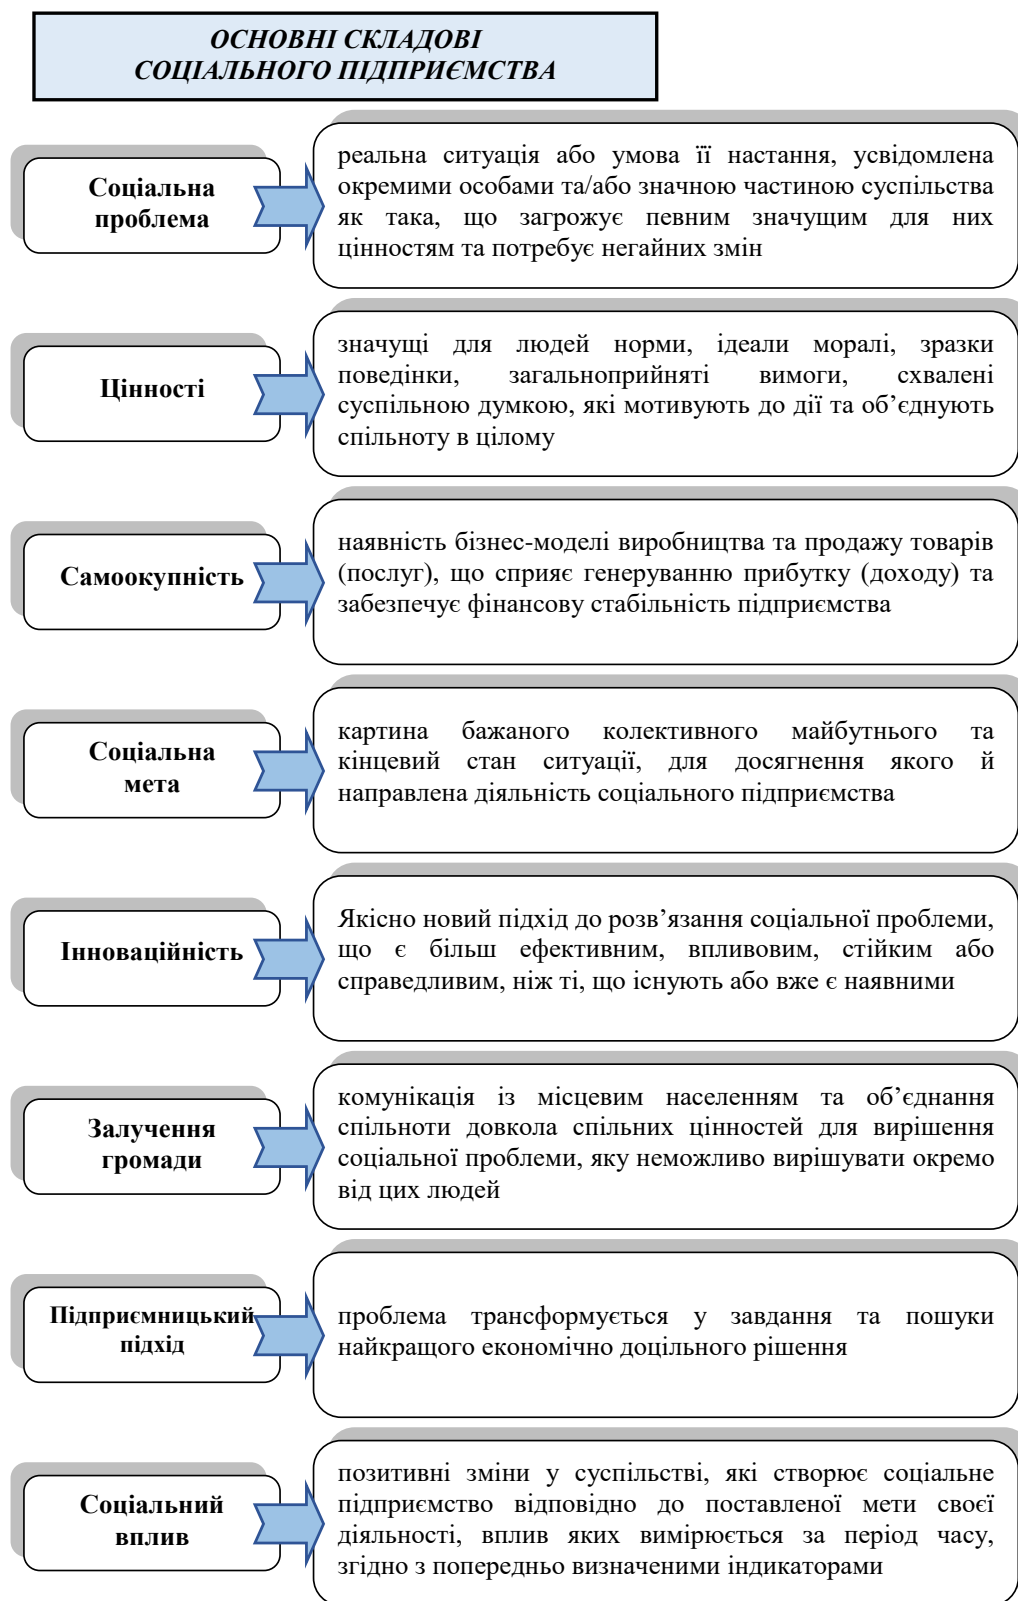 ОСНОВНІ СКЛАДОВІ
СОЦІАЛЬНОГО ПІДПРИЄМСТВА
Соціальна
проблема
реальна ситуація або умова її настання, усвідомлена
окремими особами та/або значною частиною суспільства
як така, що загрожує певним значущим для них
цінностям та потребує негайних змін
Цінності
значущі для людей норми, ідеали моралі, зразки
поведінки, загальноприйняті вимоги, схвалені
суспільною думкою, які мотивують до дії та об’єднують
спільноту в цілому
Самоокупність
наявність бізнес-моделі виробництва та продажу товарів
(послуг), що сприяє генеруванню прибутку (доходу) та
забезпечує фінансову стабільність підприємства
Соціальна
мета
картина бажаного колективного майбутнього та
кінцевий стан ситуації, для досягнення якого й
направлена діяльність соціального підприємства
Інноваційність
Якісно новий підхід до розв’язання соціальної проблеми,
що є більш ефективним, впливовим, стійким або
справедливим, ніж ті, що існують або вже є наявними
Залучення
громади
комунікація із місцевим населенням та об’єднання
спільноти довкола спільних цінностей для вирішення
соціальної проблеми, яку неможливо вирішувати окремо
від цих людей
Підприємницький
підхід
проблема трансформується у завдання та пошуки
найкращого економічно доцільного рішення
Соціальний
вплив
позитивні зміни у суспільстві, які створює соціальне
підприємство відповідно до поставленої мети своєї
діяльності, вплив яких вимірюється за період часу,
згідно з попередньо визначеними індикаторами